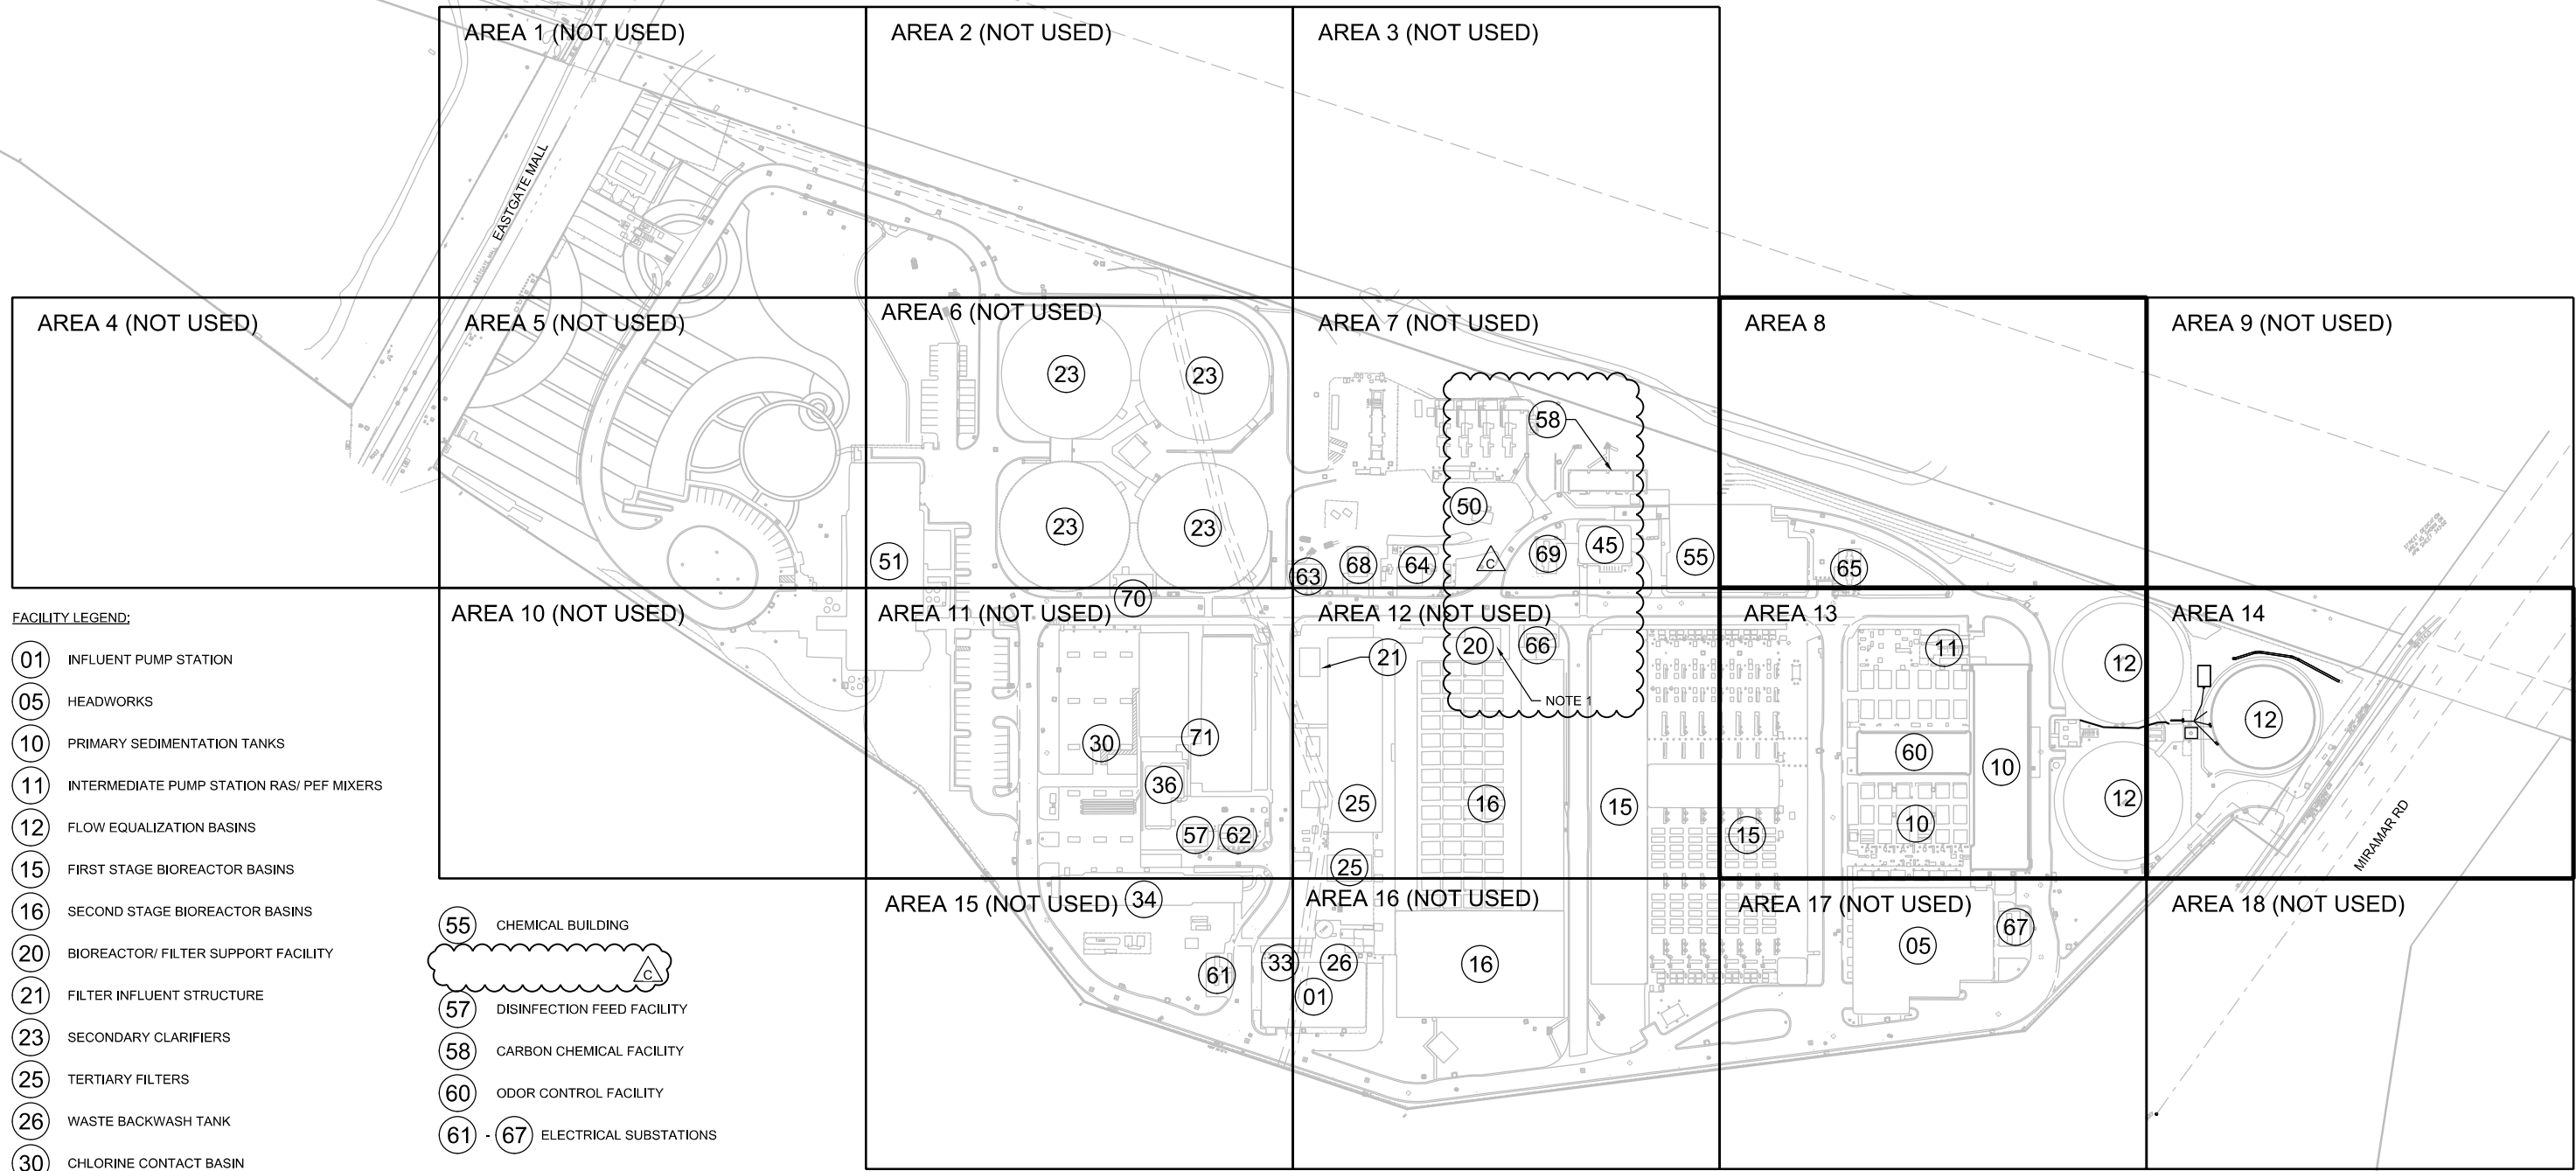 AREA 1 (NOT USED)
AREA 2 (NOT USED)
AREA 3 (NOT USED)
EASTGATE MALL
AREA 4 (NOT USED)
AREA 5 (NOT USED)
AREA 6 (NOT USED)
AREA 7 (NOT USED)
AREA 8
AREA 9 (NOT USED)
23
23
58
50
23
23
51
63
68
64
C
69
45
55
65
70
AREA 10 (NOT USED)
AREA 11 (NOT USED)
AREA 12 (NOT USED)
AREA 13
AREA 14
21
20
66
NOTE 1
11
12
12
30
71
36
57
62
25
25
16
15
15
60
10
10
12
MIRAMAR RD
AREA 15 (NOT USED)
34
AREA 16 (NOT USED)
AREA 17 (NOT USED)
AREA 18 (NOT USED)
61
33
26
01
16
05
67
FACILITY LEGEND:
01 INFLUENT PUMP STATION
05 HEADWORKS
10 PRIMARY SEDIMENTATION TANKS
11 INTERMEDIATE PUMP STATION RAS/ PEF MIXERS
12 FLOW EQUALIZATION BASINS
15 FIRST STAGE BIOREACTOR BASINS
16 SECOND STAGE BIOREACTOR BASINS
20 BIOREACTOR/ FILTER SUPPORT FACILITY
21 FILTER INFLUENT STRUCTURE
23 SECONDARY CLARIFIERS
25 TERTIARY FILTERS
26 WASTE BACKWASH TANK
30 CHLORINE CONTACT BASIN
55 CHEMICAL BUILDING
C
57 DISINFECTION FEED FACILITY
58 CARBON CHEMICAL FACILITY
60 ODOR CONTROL FACILITY
61 - 67 ELECTRICAL SUBSTATIONS